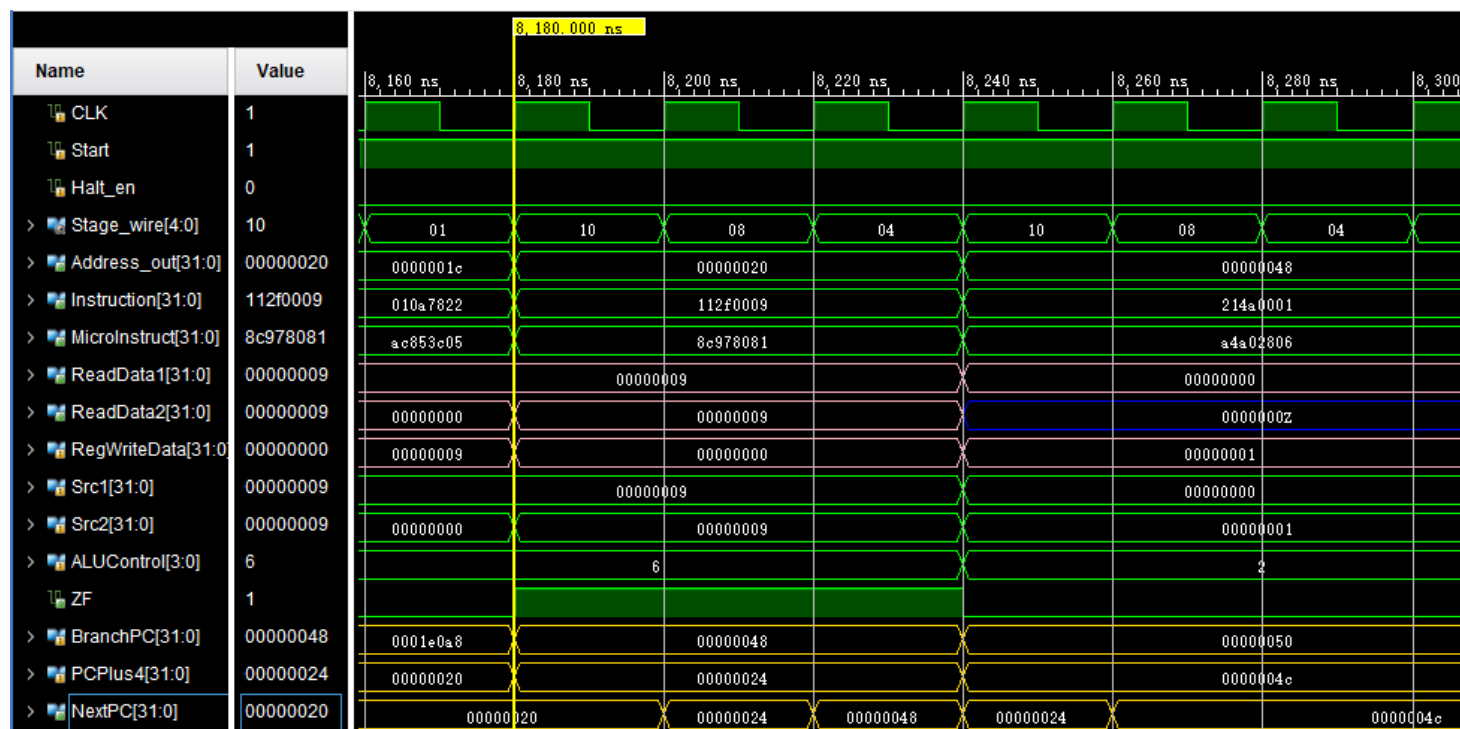 8,180.000 ns
Name Value
8,160 ns 8,180 ns 8,200 ns 8,220 ns 8,240 ns 8,260 ns 8,280 ns 8,300
CLK 1
Start 1
Halt_en 0
Stage_wire[4:0] 10 01 10 08 04 10 08 04
Address_out[31:0] 00000020 0000001c 00000020 00000048
Instruction[31:0] 112f0009 010a7822 112f0009 214a0001
MicroInstruct[31:0] 8c978081 ac853c05 8c978081 a4a02806
ReadData1[31:0] 00000009 00000009 00000000
ReadData2[31:0] 00000009 00000000 00000009 0000000Z
RegWriteData[31:0] 00000000 00000009 00000000 00000001
Src1[31:0] 00000009 00000009 00000000
Src2[31:0] 00000009 00000000 00000009 00000001
ALUControl[3:0] 6 6 2
ZF 1
BranchPC[31:0] 00000048 0001e0a8 00000048 00000050
PCPlus4[31:0] 00000024 00000020 00000024 0000004c
NextPC[31:0] 00000020 00000020 00000024 00000048 00000024 0000004c